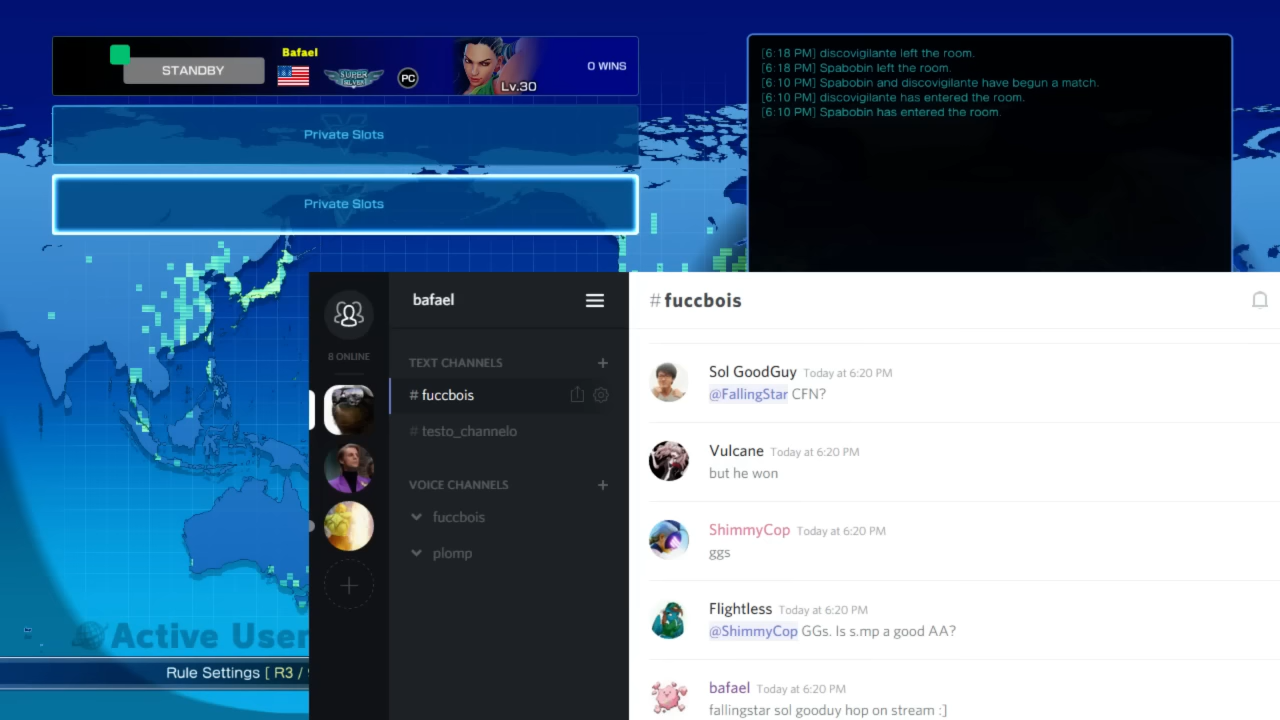 Bafael
STANDBY
SUPER SILVER
PC
Lv.30
0 WINS
Private Slots
Private Slots
[6:18 PM] discovigilante left the room.
[6:18 PM] Spabobin left the room.
[6:10 PM] Spabobin and discovigilante have begun a match.
[6:10 PM] discovigilante has entered the room.
[6:10 PM] Spabobin has entered the room.
Active User
Rule Settings [ R3 /
8 ONLINE
bafael
TEXT CHANNELS
# fuccbois
# testo_channelo
VOICE CHANNELS
fuccbois
plomp
# fuccbois
Sol GoodGuy Today at 6:20 PM
@FallingStar CFN?
Vulcane Today at 6:20 PM
but he won
ShimmyCop Today at 6:20 PM
ggs
Flightless Today at 6:20 PM
@ShimmyCop GGs. Is s.mp a good AA?
bafael Today at 6:20 PM
fallingstar sol gooduy hop on stream :]